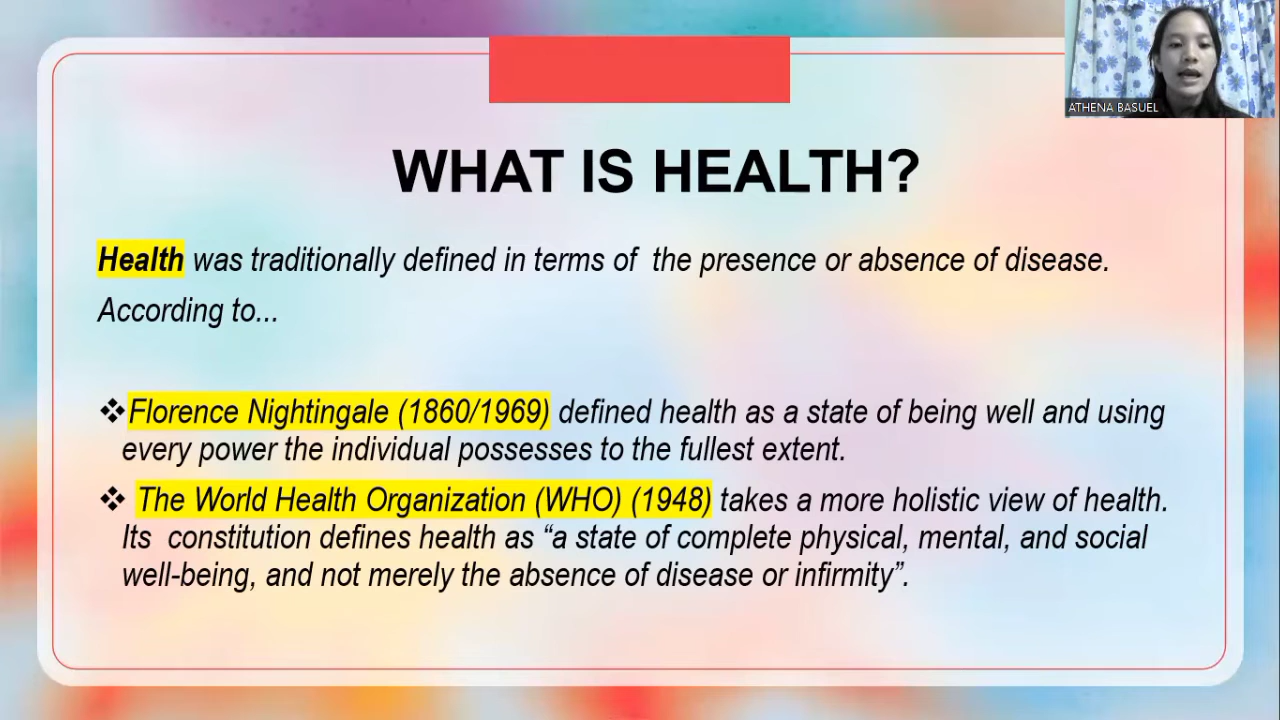 ATHENA BASUEL
WHAT IS HEALTH?
Health was traditionally defined in terms of the presence or absence of disease.
According to...
❖Florence Nightingale (1860/1969) defined health as a state of being well and using
every power the individual possesses to the fullest extent.
❖ The World Health Organization (WHO) (1948) takes a more holistic view of health.
Its constitution defines health as “a state of complete physical, mental, and social
well-being, and not merely the absence of disease or infirmity”.